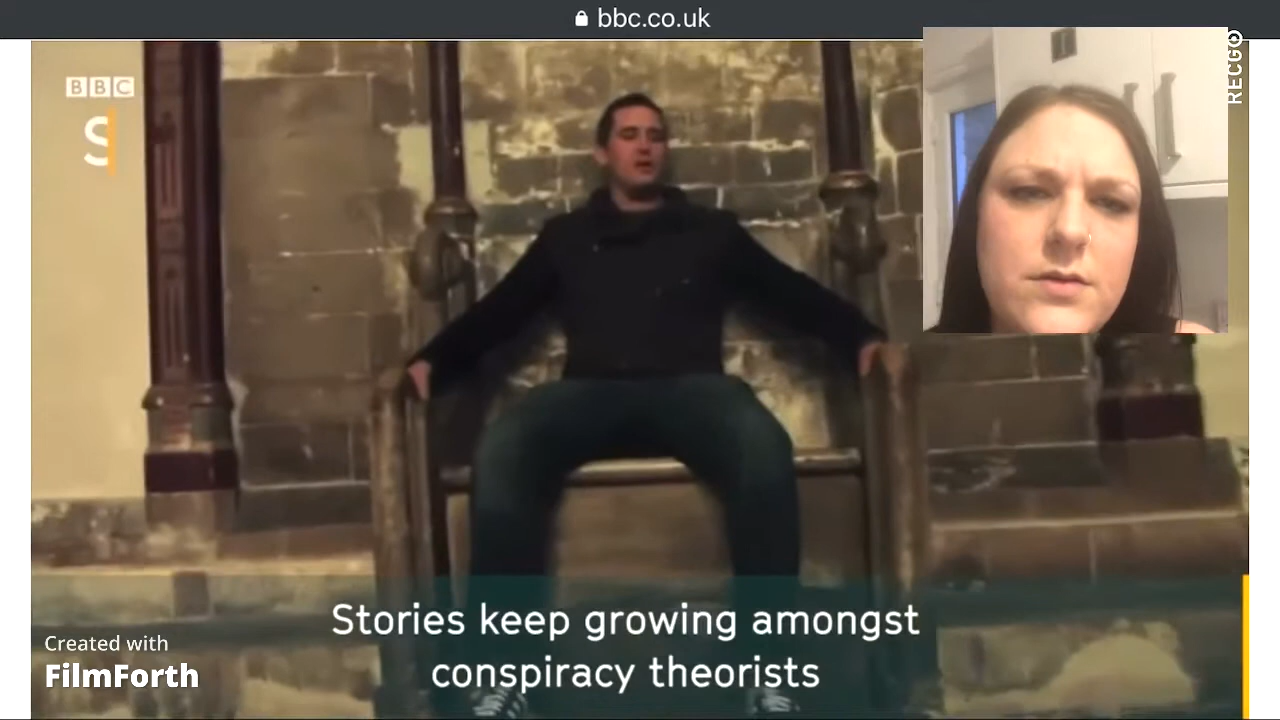 bbc.co.uk
BBC
S
RECGO
Stories keep growing amongst
conspiracy theorists
Created with
FilmForth